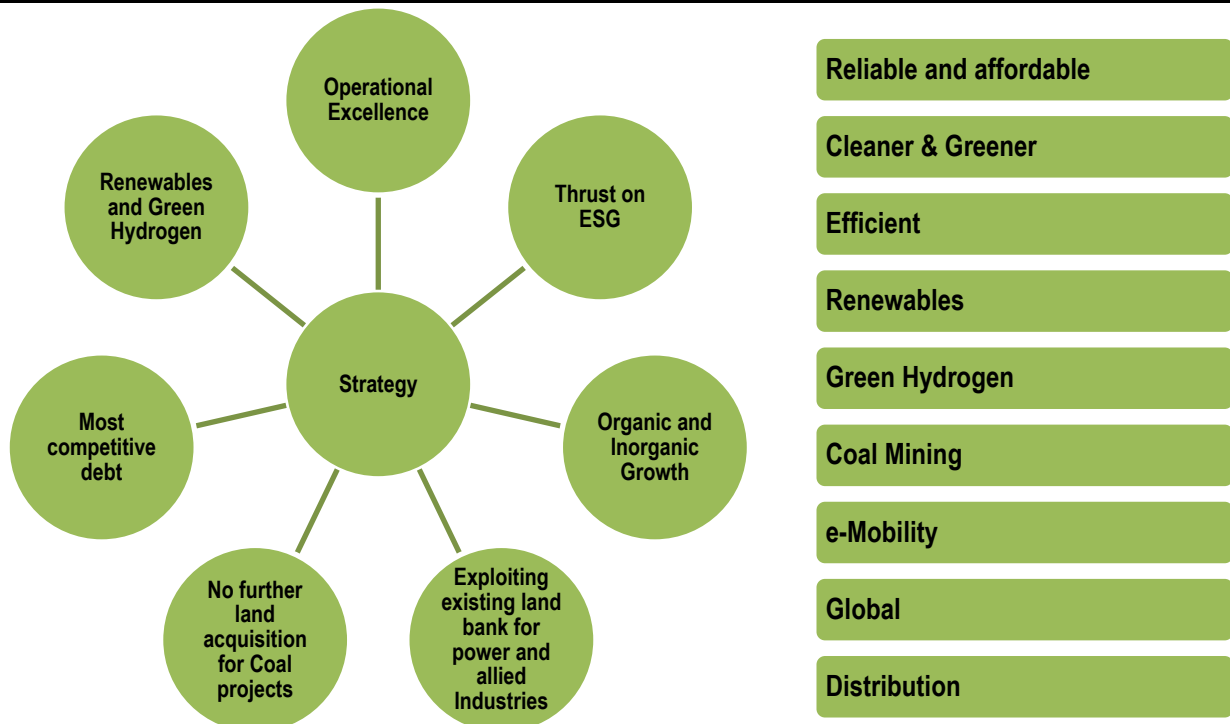 Operational
Excellence
Thrust on
ESG
Organic and
Inorganic
Growth
Exploiting
existing land
bank for
power and
allied
Industries
No further
land
acquisition
for Coal
projects
Most
competitive
debt
Renewables
and Green
Hydrogen
Strategy
Reliable and affordable
Cleaner & Greener
Efficient
Renewables
Green Hydrogen
Coal Mining
e-Mobility
Global
Distribution